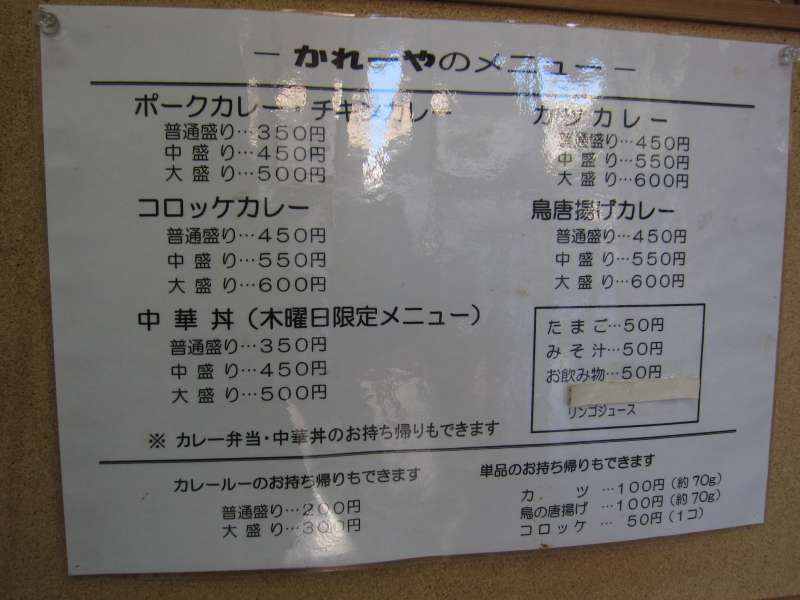 ― かれーやのメニュー ―
ポークカレー チキンカレー
普通盛り…350円
中盛り…450円
大盛り…500円
カツカレー
普通盛り…450円
中盛り…550円
大盛り…600円
コロッケカレー
普通盛り…450円
中盛り…550円
大盛り…600円
鳥唐揚げカレー
普通盛り…450円
中盛り…550円
大盛り…600円
中華丼(木曜日限定メニュー)
普通盛り…350円
中盛り…450円
大盛り…500円
たまご…50円
みそ汁…50円
お飲み物…50円
リンゴジュース
※ カレー弁当・中華丼のお持ち帰りもできます
カレールーのお持ち帰りもできます
普通盛り…200円
大盛り…300円
単品のお持ち帰りもできます
カツ …100円(約70g)
鳥の唐揚げ …100円(約70g)
コロッケ … 50円(1コ)